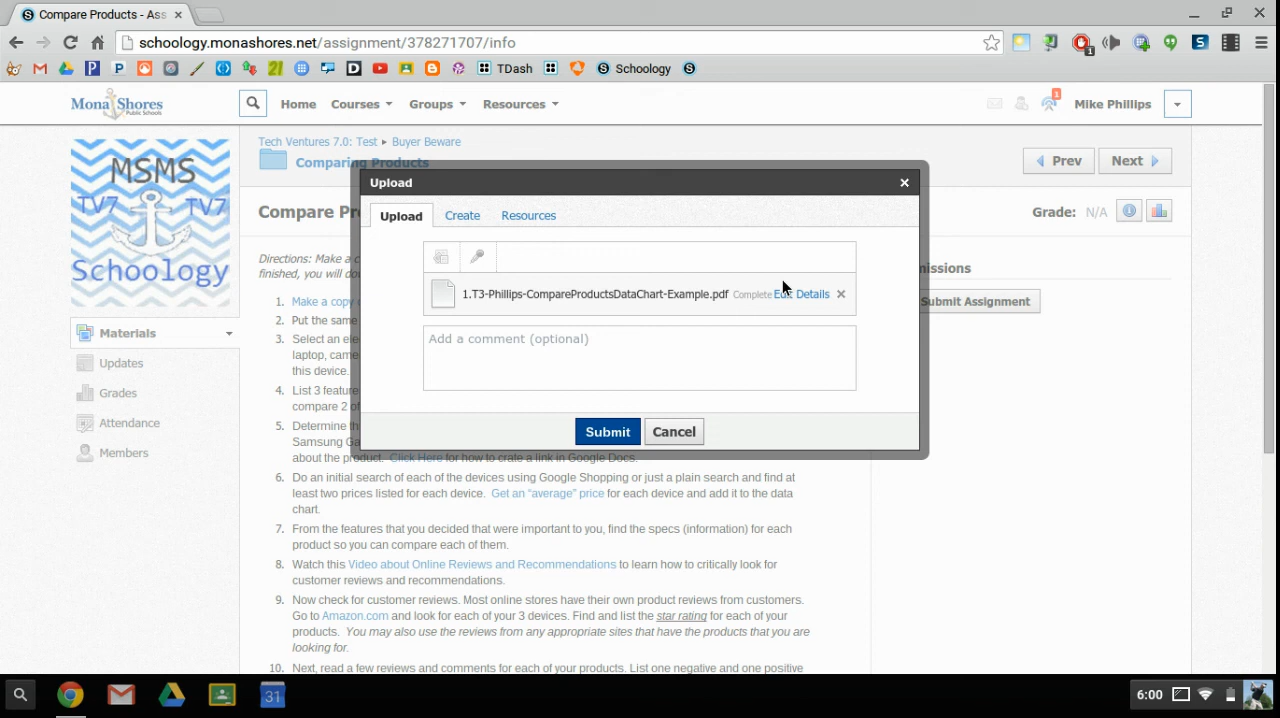 Compare Products - Ass
schoology.monashores.net/assignment/378271707/info
TDash
Schoology
Mona Shores
Public Schools
Home
Courses
Groups
Resources
1
Mike Phillips
Tech Ventures 7.0: Test ▸ Buyer Beware
Comparing Products
Prev
Next
MSMS
TV7 TV7
Schoology
Upload
Upload
Create
Resources
Compare Pr
Grade: N/A
Directions: Make a c
finished, you will do
missions
1.T3-Phillips-CompareProductsDataChart-Example.pdf
Complete
Edit Details
Submit Assignment
1. Make a copy
2. Put the same
3. Select an ele
laptop, came
this device.
Add a comment (optional)
Materials
Updates
Grades
Attendance
Members
4. List 3 feature
compare 2 of
5. Determine th
Samsung Ga
about the product. Click Here for how to crate a link in Google Docs.
Submit
Cancel
6. Do an initial search of each of the devices using Google Shopping or just a plain search and find at
least two prices listed for each device. Get an “average” price for each device and add it to the data
chart.
7. From the features that you decided that were important to you, find the specs (information) for each
product so you can compare each of them.
8. Watch this Video about Online Reviews and Recommendations to learn how to critically look for
customer reviews and recommendations.
9. Now check for customer reviews. Most online stores have their own product reviews from customers.
Go to Amazon.com and look for each of your 3 devices. Find and list the star rating for each of your
products. You may also use the reviews from any appropriate sites that have the products that you are
looking for.
10. Next, read a few reviews and comments for each of your products. List one negative and one positive
31
6:00